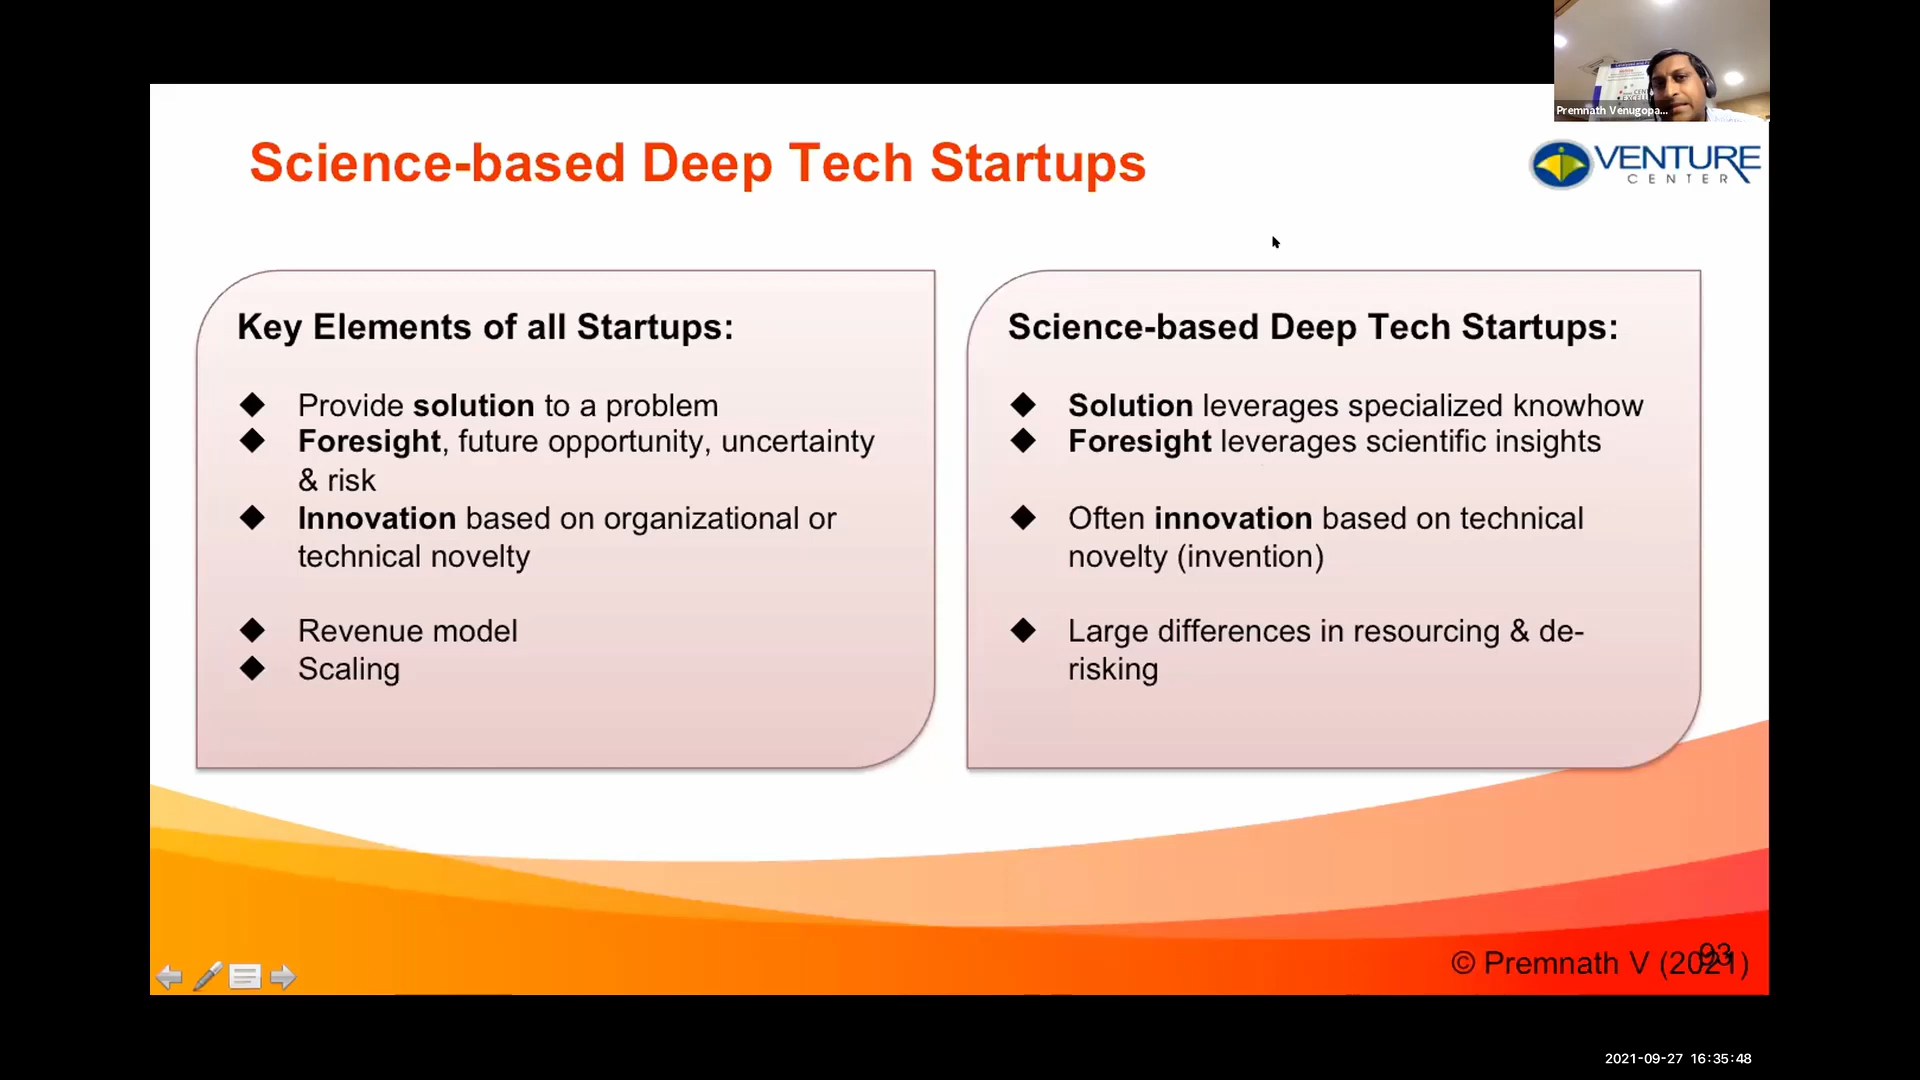 Premnath Venugopa...
Science-based Deep Tech Startups
VENTURE
CENTER
Key Elements of all Startups:
◆ Provide solution to a problem
◆ Foresight, future opportunity, uncertainty
& risk
◆ Innovation based on organizational or
technical novelty
◆ Revenue model
◆ Scaling
Science-based Deep Tech Startups:
◆ Solution leverages specialized knowhow
◆ Foresight leverages scientific insights
◆ Often innovation based on technical
novelty (invention)
◆ Large differences in resourcing & de-
risking
© Premnath V (2021)
93
2021-09-27 16:35:48